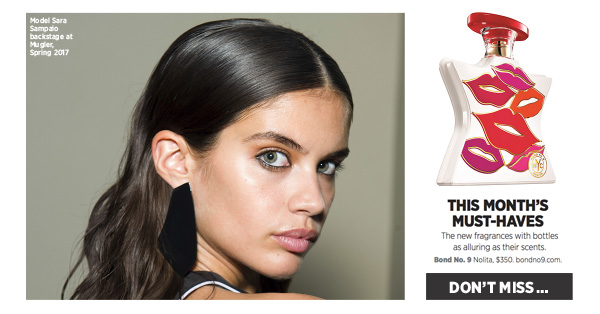 Model Sara
Sampaio
backstage at
Mugler,
Spring 2017
THIS MONTH'S
MUST-HAVES
The new fragrances with bottles
as alluring as their scents.
Bond No. 9 Nolita, $350. bondno9.com.
DON'T MISS ...